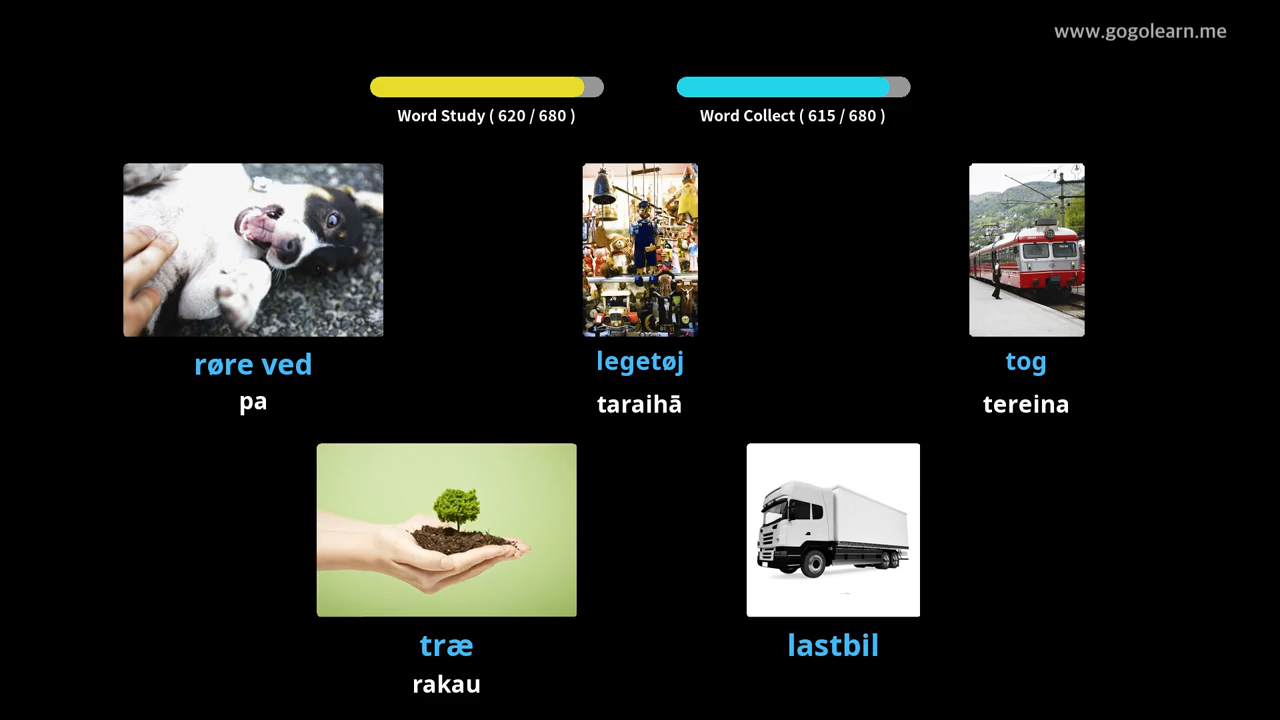 www.gogolearn.me
Word Study ( 620 / 680 )
Word Collect ( 615 / 680 )
røre ved
pa
legetøj
taraihā
tog
tereina
træ
rakau
lastbil